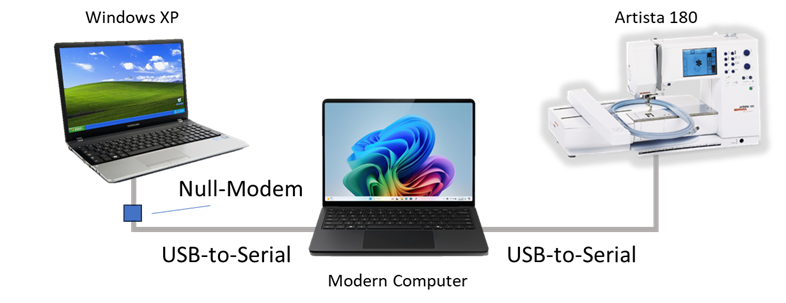 Windows XP
Artista 180
Null-Modem
USB-to-Serial
USB-to-Serial
Modern Computer